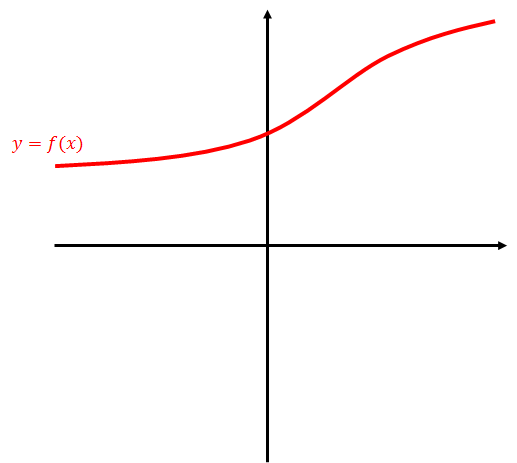 y = f(x)